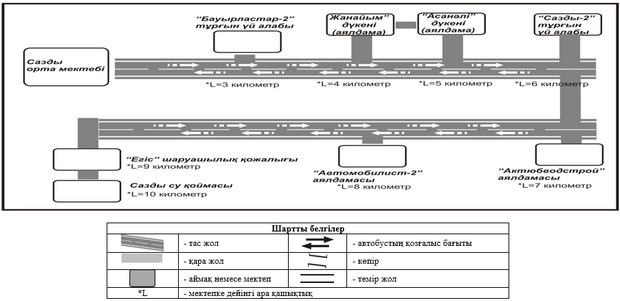 "Бауырластар-2"
тұрғын үй алабы
Жанайым"
дүкені
(аялдама)
"Асанәлі"
дүкені
(аялдама)
"Сазды-2"
тұрғын
үй алабы
Сазды
орта мектебі
*L=3 километр
*L=4 километр
*L=5 километр
*L=6 километр
"Егіс" шаруашылық қожалығы
*L=9 километр
Сазды су қоймасы
*L=10 километр
"Автомобилист-2"
аялдамасы
*L=8 километр
"Актюбеводстрой"
аялдамасы
*L=7 километр
Шартты белгілер
- тас жол
- автобустың қозғалыс бағыты
- қара жол
- көпір
- аймақ немесе мектеп
- темір жол
*L
- мектепке дейінгі ара қашықтық